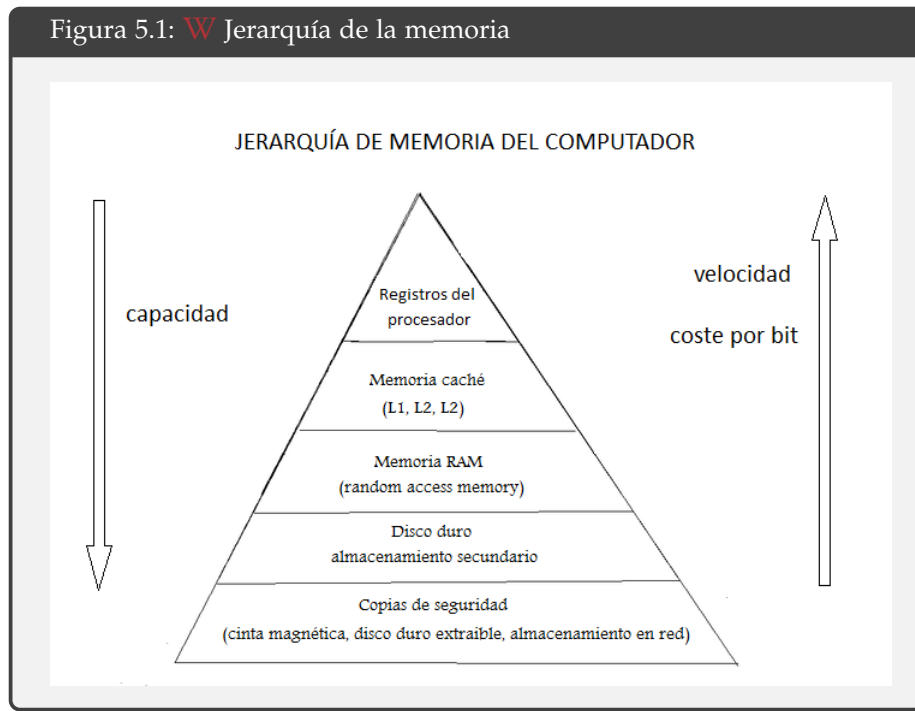 Figura 5.1: W Jerarquía de la memoria
JERARQUÍA DE MEMORIA DEL COMPUTADOR
capacidad
velocidad
coste por bit
Registros del
procesador
Memoria caché
(L1, L2, L2)
Memoria RAM
(random access memory)
Disco duro
almacenamiento secundario
Copias de seguridad
(cinta magnética, disco duro extraible, almacenamiento en red)